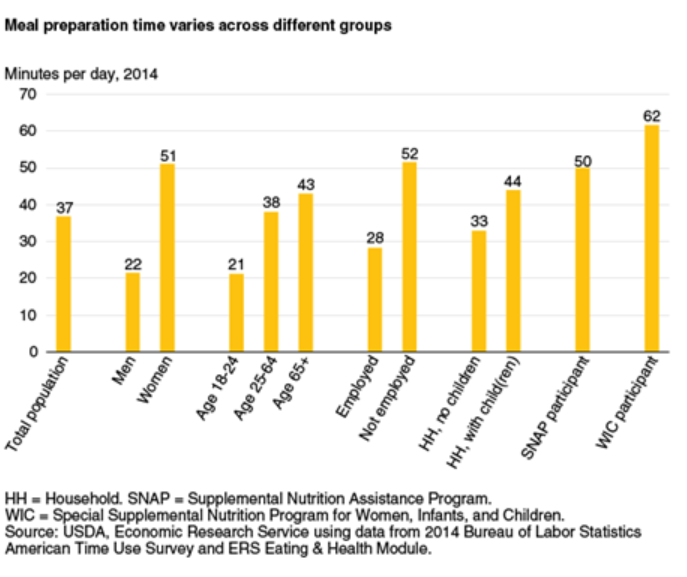 Meal preparation time varies across different groups
Minutes per day, 2014
70
60
50
40
30
20
10
0
37
22
51
21
38
43
28
52
33
44
50
62
Total population
Men
Women
Age 18-24
Age 25-64
Age 65+
Employed
Not employed
HH, no children
HH, with child(ren)
SNAP participant
WIC participant
HH = Household. SNAP = Supplemental Nutrition Assistance Program.
WIC = Special Supplemental Nutrition Program for Women, Infants, and Children.
Source: USDA, Economic Research Service using data from 2014 Bureau of Labor Statistics
American Time Use Survey and ERS Eating & Health Module.